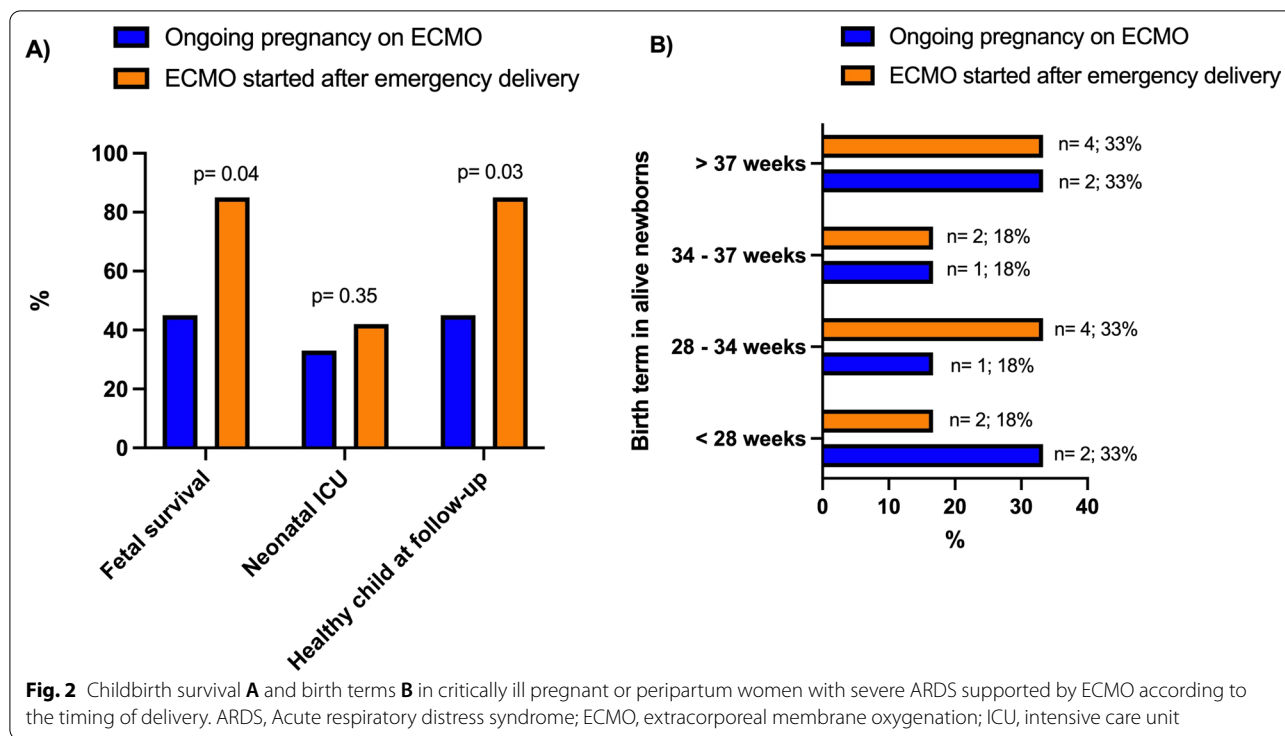 A)
Ongoing pregnancy on ECMO
ECMO started after emergency delivery
%
100
80
60
40
20
0
p= 0.04
p= 0.35
p= 0.03
Fetal survival
Neonatal ICU
Healthy child at follow-up
B)
Ongoing pregnancy on ECMO
ECMO started after emergency delivery
Birth term in alive newborns
> 37 weeks
n= 4; 33%
n= 2; 33%
34 - 37 weeks
n= 2; 18%
n= 1; 18%
28 - 34 weeks
n= 4; 33%
n= 1; 18%
< 28 weeks
n= 2; 18%
n= 2; 33%
0 10 20 30 40
%
Fig. 2 Childbirth survival A and birth terms B in critically ill pregnant or peripartum women with severe ARDS supported by ECMO according to
the timing of delivery. ARDS, Acute respiratory distress syndrome; ECMO, extracorporeal membrane oxygenation; ICU, intensive care unit